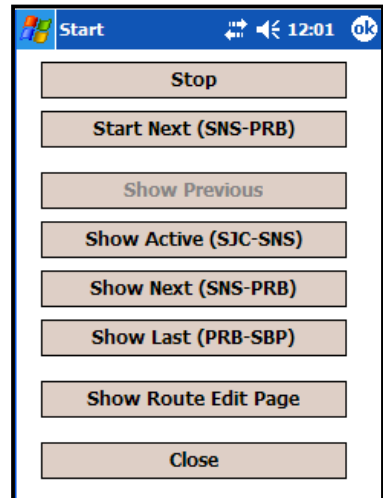 Start 12:01 ok
Stop
Start Next (SNS-PRB)
Show Previous
Show Active (SJC-SNS)
Show Next (SNS-PRB)
Show Last (PRB-SBP)
Show Route Edit Page
Close